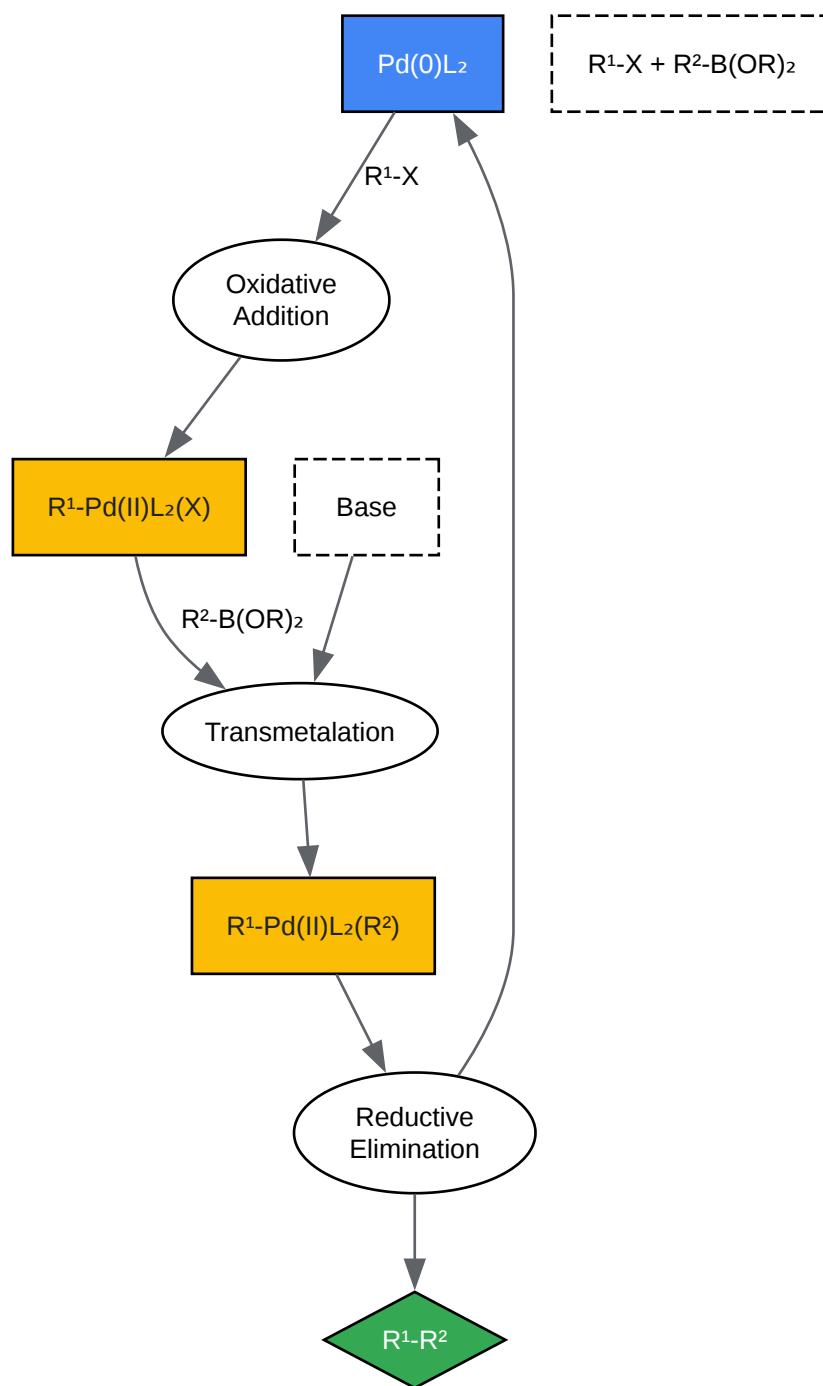 Pd(0)L₂
R¹-X + R²-B(OR)₂
R¹-X
Oxidative
Addition
R¹-Pd(II)L₂(X)
Base
R²-B(OR)₂
Transmetalation
R¹-Pd(II)L₂(R²)
Reductive
Elimination
R¹-R²